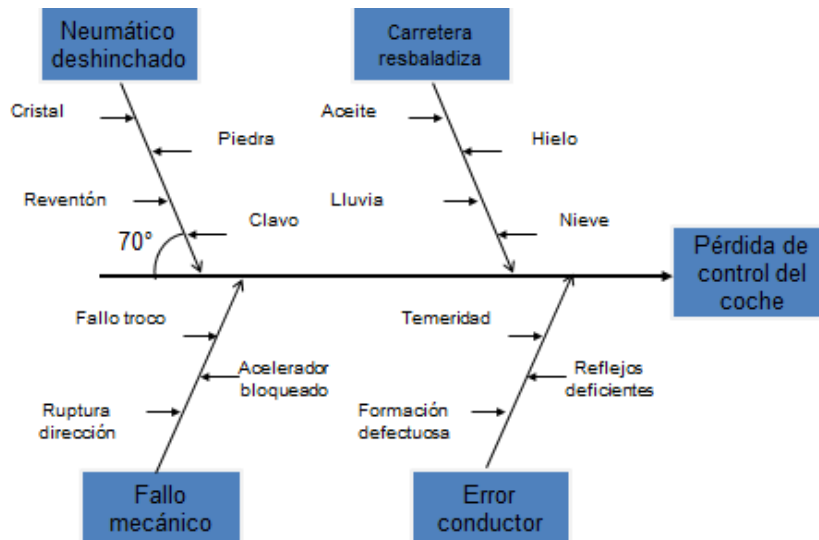 Neumático
deshinchado
Carretera
resbaladiza
Cristal
Aceite
Piedra
Hielo
Reventón
Lluvia
Clavo
Nieve
70°
Pérdida de
control del
coche
Fallo troco
Temeridad
Acelerador
bloqueado
Reflejos
deficientes
Ruptura
dirección
Formación
defectuosa
Fallo
mecánico
Error
conductor